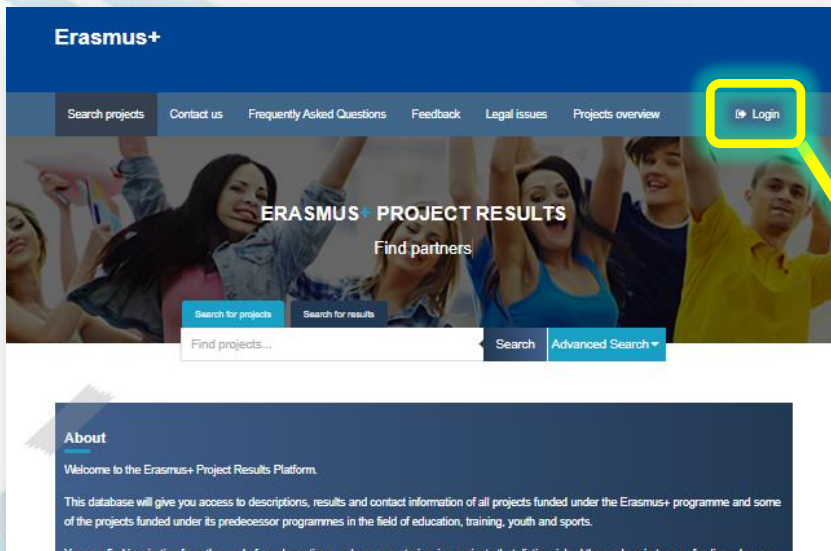 Erasmus+
Search projects Contact us Frequently Asked Questions Feedback Legal issues Projects overview Login
ERASMUS+ PROJECT RESULTS
Find partners
Search for projects Search for results
Find projects... Search Advanced Search
About
Welcome to the Erasmus+ Project Results Platform.
This database will give you access to descriptions, results and contact information of all projects funded under the Erasmus+ programme and some
of the projects funded under its predecessor programmes in the field of education, training, youth and sports.